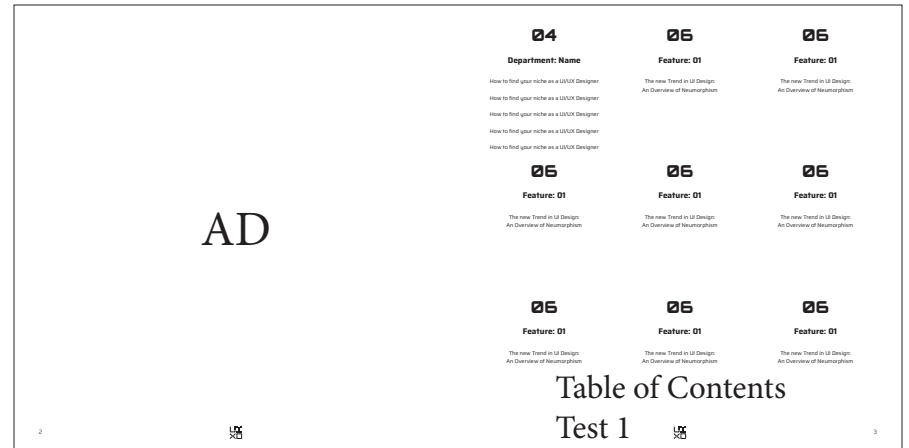 AD
2
UX
XD
04
Department: Name
How to find your niche as a UI/UX Designer
How to find your niche as a UI/UX Designer
How to find your niche as a UI/UX Designer
How to find your niche as a UI/UX Designer
How to find your niche as a UI/UX Designer
06
Feature: 01
The new Trend in UI Design:
An Overview of Neumorphism
06
Feature: 01
The new Trend in UI Design:
An Overview of Neumorphism
06
Feature: 01
The new Trend in UI Design:
An Overview of Neumorphism
06
Feature: 01
The new Trend in UI Design:
An Overview of Neumorphism
06
Feature: 01
The new Trend in UI Design:
An Overview of Neumorphism
06
Feature: 01
The new Trend in UI Design:
An Overview of Neumorphism
06
Feature: 01
The new Trend in UI Design:
An Overview of Neumorphism
06
Feature: 01
The new Trend in UI Design:
An Overview of Neumorphism
Table of Contents
Test 1
UX
XD
3